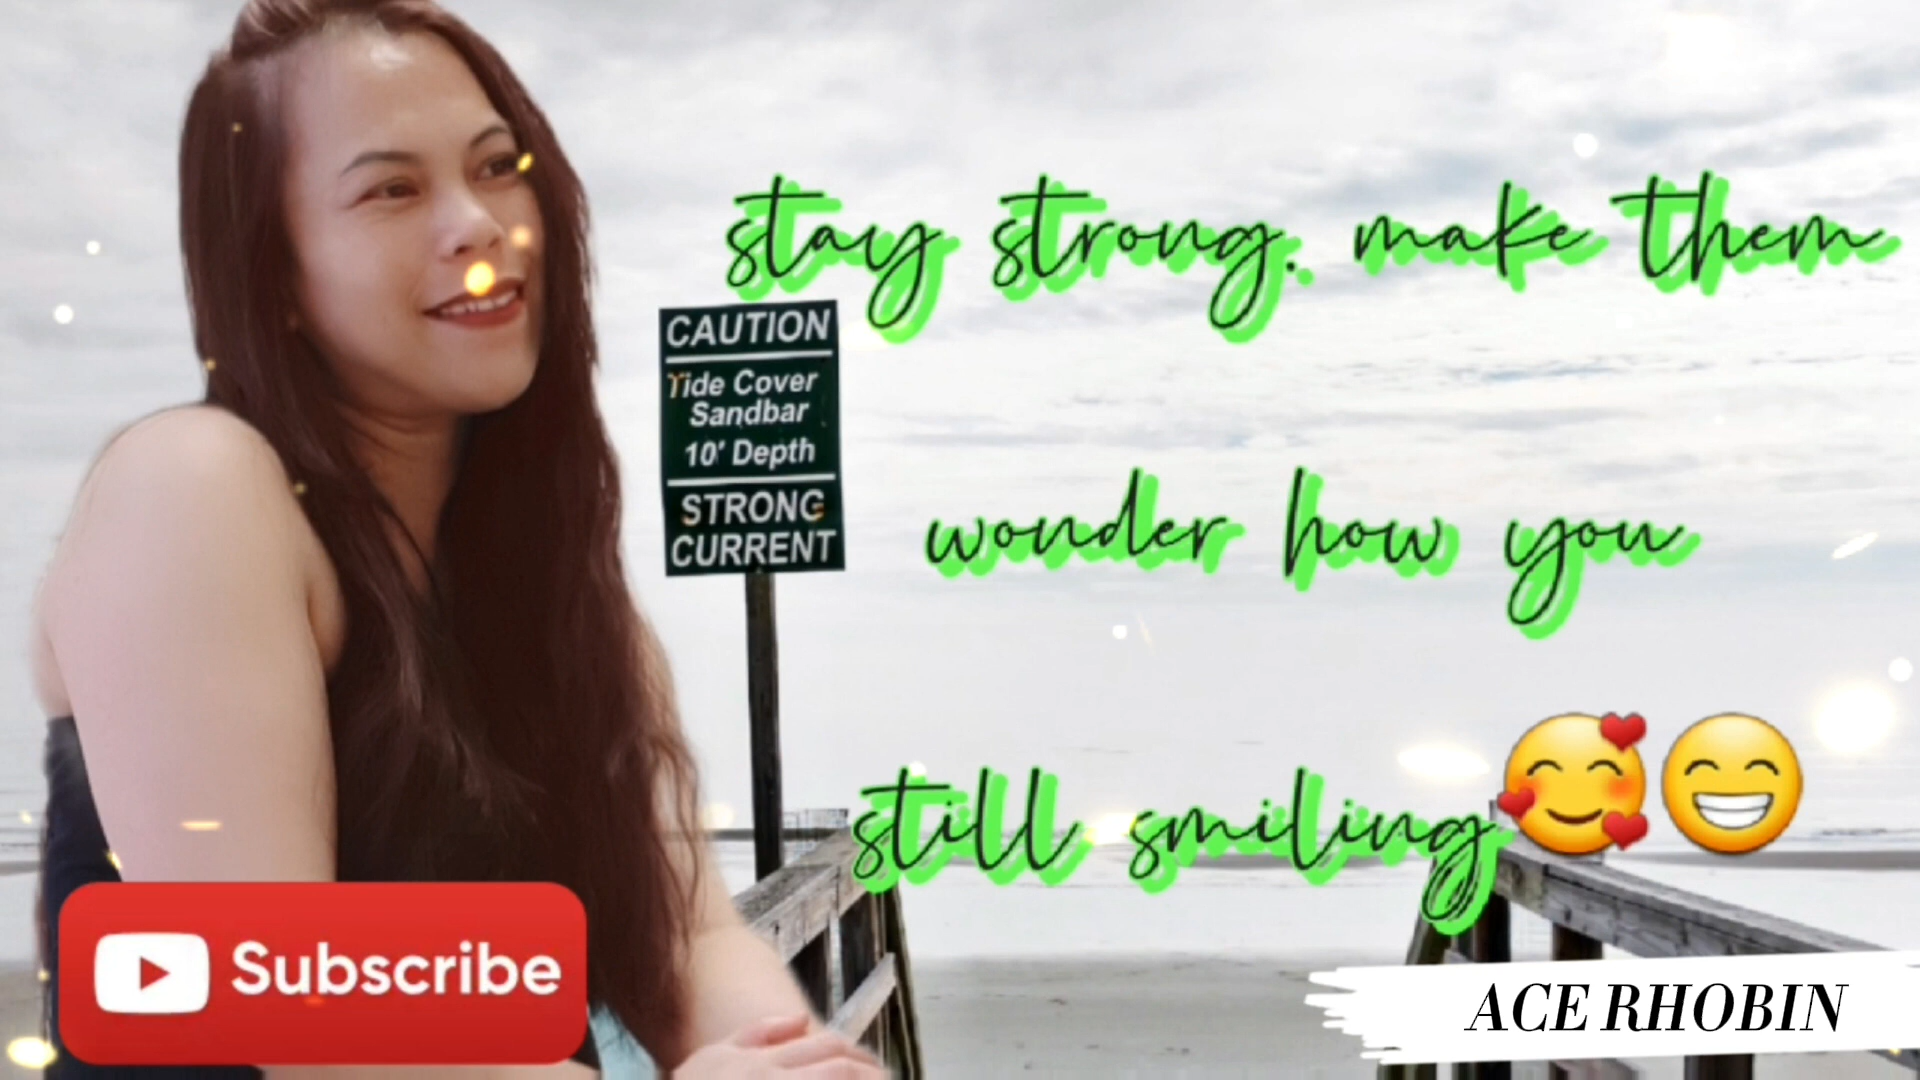 stay strong. make them
wonder how you
still smiling🥰😁
CAUTION
Tide Cover
Sandbar
10' Depth
STRONG
CURRENT
Subscribe
ACE RHOBIN